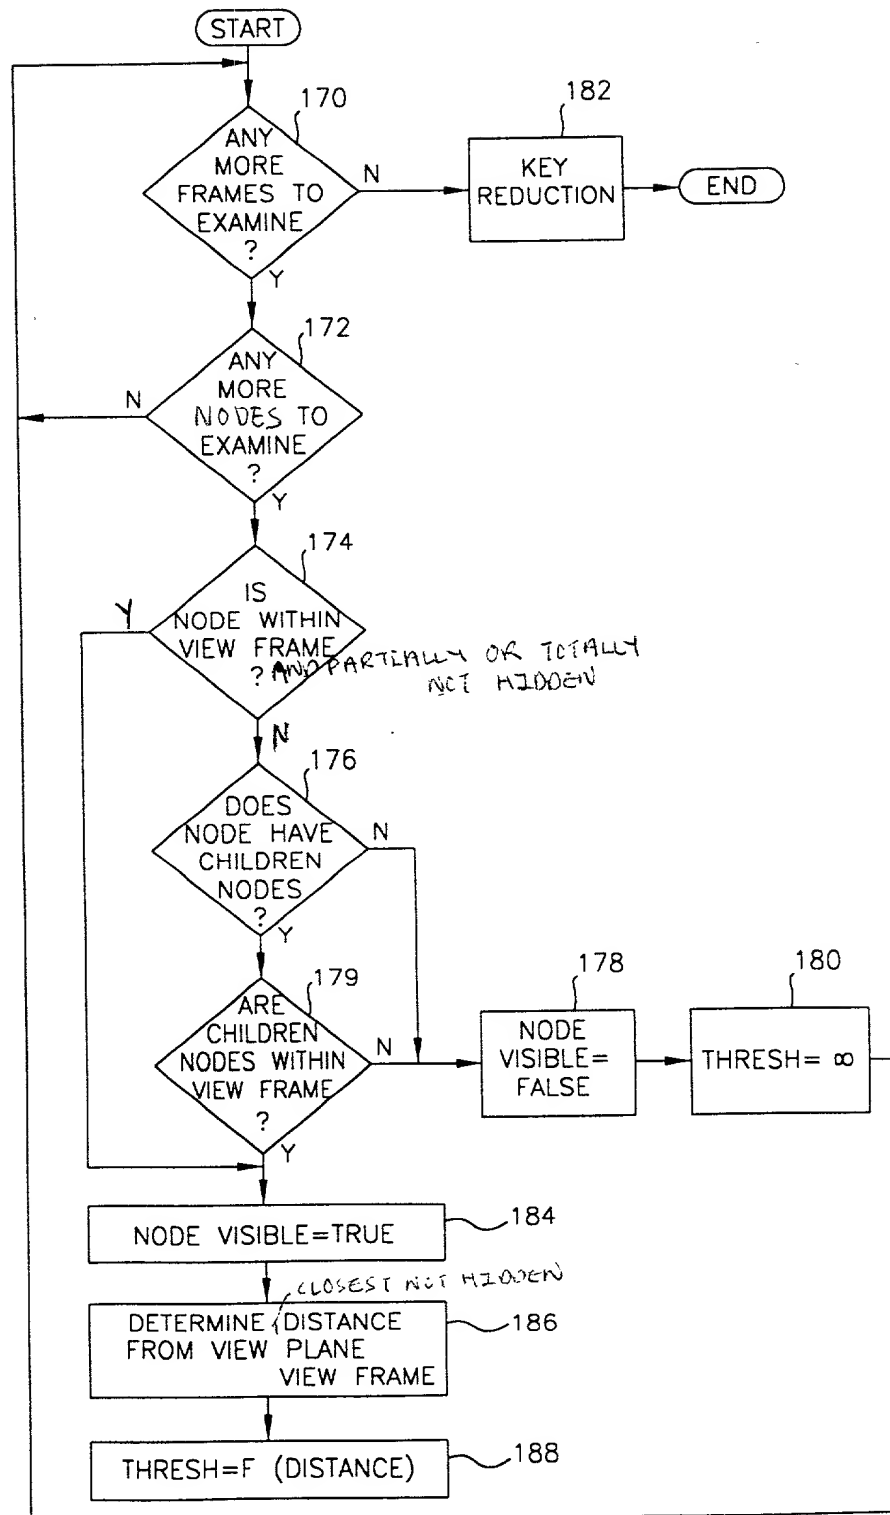 START
170
ANY
MORE
FRAMES TO
EXAMINE
?
N
Y
182
KEY
REDUCTION
END
172
ANY
MORE
NODES TO
EXAMINE
?
N
Y
174
IS
NODE WITHIN
VIEW FRAME
? AND PARTIALLY OR TOTALLY
NOT HIDDEN
Y
N
176
DOES
NODE HAVE
CHILDREN
NODES
?
N
Y
179
ARE
CHILDREN
NODES WITHIN
VIEW FRAME
?
N
Y
178
NODE
VISIBLE=
FALSE
180
THRESH= ∞
NODE VISIBLE=TRUE
184
CLOSEST NOT HIDDEN
DETERMINE DISTANCE
FROM VIEW PLANE
VIEW FRAME
186
THRESH=F (DISTANCE)
188